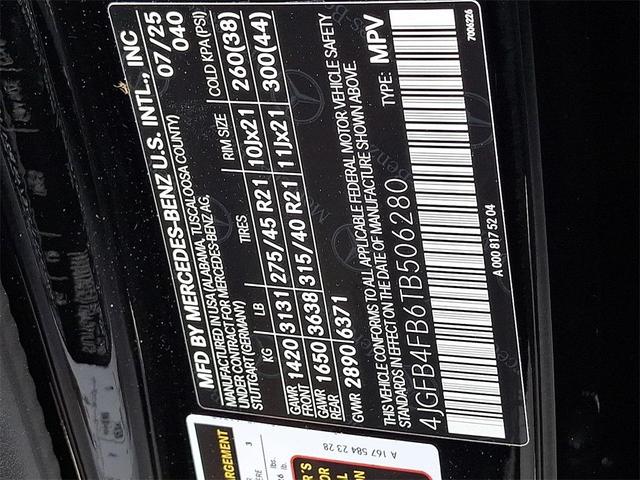 MFD BY MERCEDES-BENZ U.S. INTL., INC
MANUFACTURED IN USA (ALABAMA, TUSCALOOSA COUNTY)
UNDER CONTRACT FOR MERCEDES-BENZ AG,
STUTTGART (GERMANY)
07/25
040
KG LB TIRES RIM SIZE COLD KPA (PSI)
GAWR FRONT 1420 3131 275/45 R21 10Jx21 260(38)
GAWR REAR 1650 3638 315/40 R21 11Jx21 300(44)
GVWR 2890 6371
THIS VEHICLE CONFORMS TO ALL APPLICABLE FEDERAL MOTOR VEHICLE SAFETY
STANDARDS IN EFFECT ON THE DATE OF MANUFACTURE SHOWN ABOVE.
4JGFB4FB6TB506280 TYPE: MPV
A 000 817 52 04
7006226
A 167 584 23 28
3
lbs.
lb.